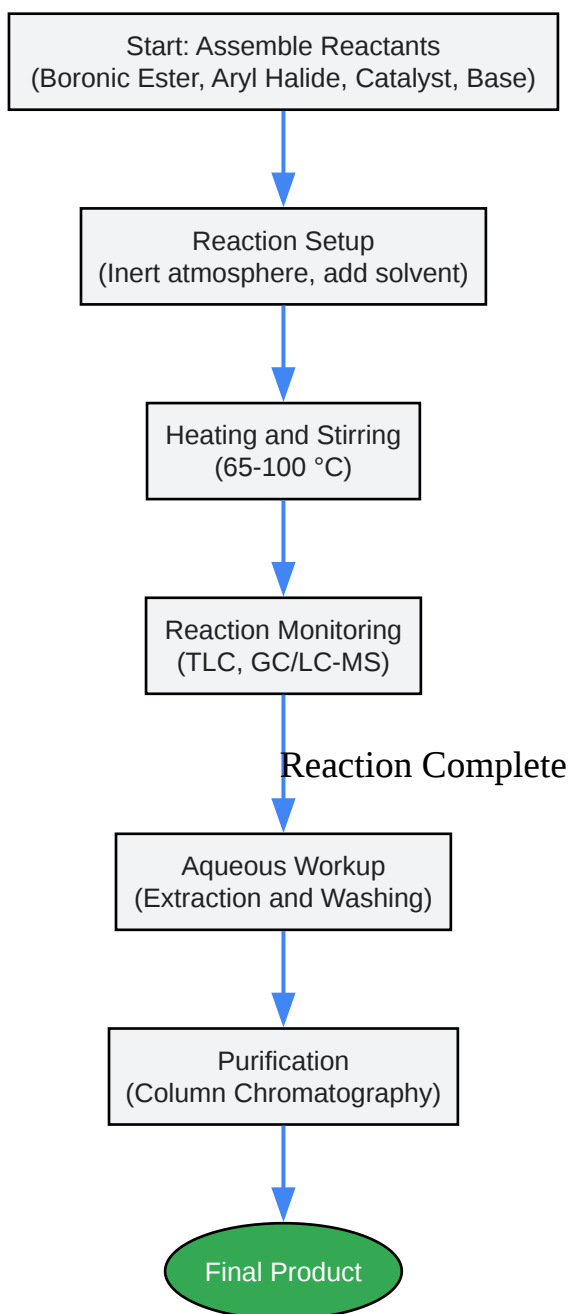 Start: Assemble Reactants
(Boronic Ester, Aryl Halide, Catalyst, Base)
Reaction Setup
(Inert atmosphere, add solvent)
Heating and Stirring
(65-100 °C)
Reaction Monitoring
(TLC, GC/LC-MS)
Reaction Complete
Aqueous Workup
(Extraction and Washing)
Purification
(Column Chromatography)
Final Product